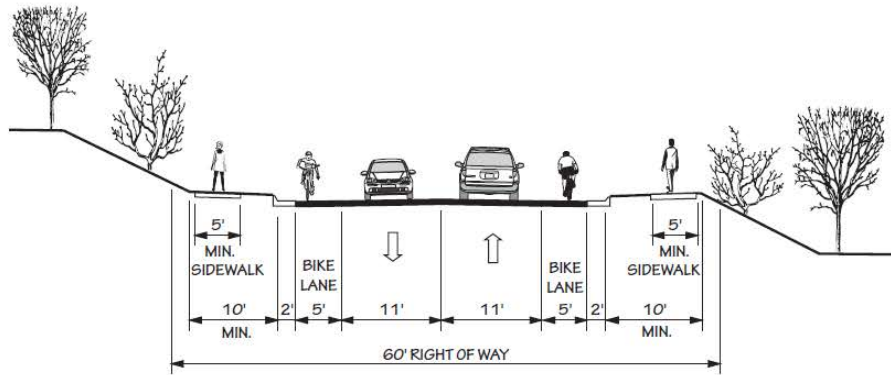 5'
MIN.
SIDEWALK
BIKE
LANE
BIKE
LANE
5'
MIN.
SIDEWALK
10'
MIN.
2'
5'
11'
11'
5'
2'
10'
MIN.
60' RIGHT OF WAY